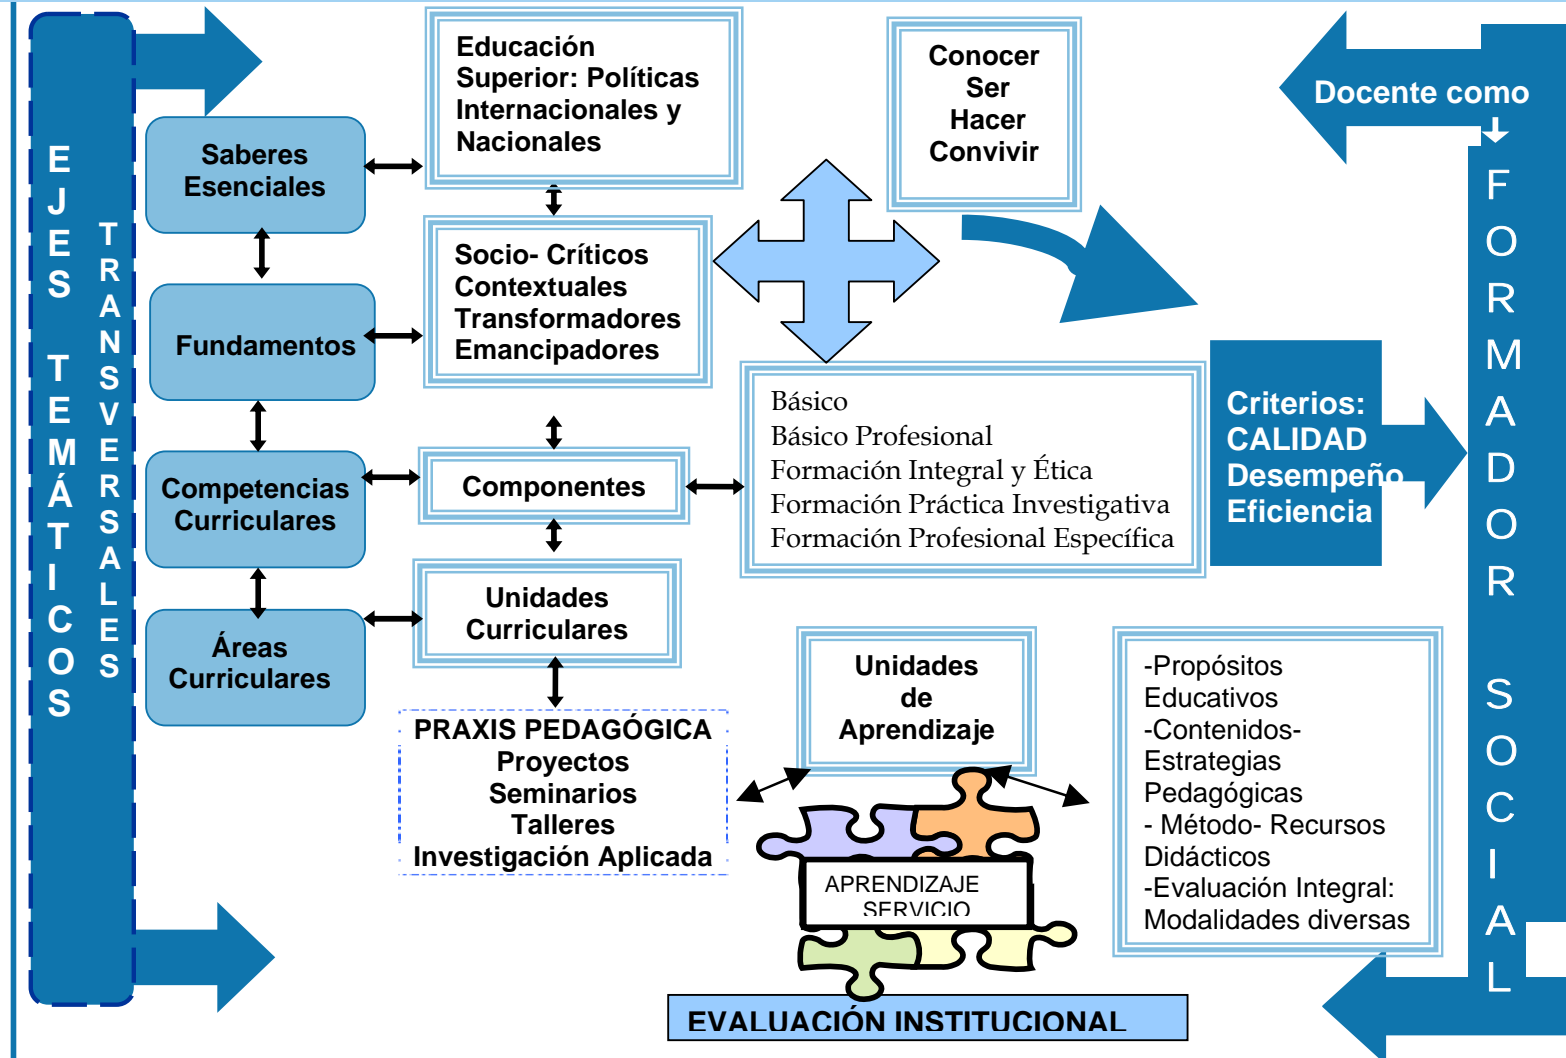 EJES TEMÁTICOS
TRANSVERSALES
Saberes
Esenciales
Fundamentos
Competencias
Curriculares
Áreas
Curriculares
Educación
Superior: Políticas
Internacionales y
Nacionales
Socio- Críticos
Contextuales
Transformadores
Emancipadores
Componentes
Unidades
Curriculares
PRAXIS PEDAGÓGICA
Proyectos
Seminarios
Talleres
Investigación Aplicada
Conocer
Ser
Hacer
Convivir
Básico
Básico Profesional
Formación Integral y Ética
Formación Práctica Investigativa
Formación Profesional Específica
Criterios:
CALIDAD
Desempeño
Eficiencia
Unidades
de
Aprendizaje
APRENDIZAJE
SERVICIO
-Propósitos
Educativos
-Contenidos-
Estrategias
Pedagógicas
- Método- Recursos
Didácticos
-Evaluación Integral:
Modalidades diversas
EVALUACIÓN INSTITUCIONAL
Docente como
FORMADOR SOCIAL